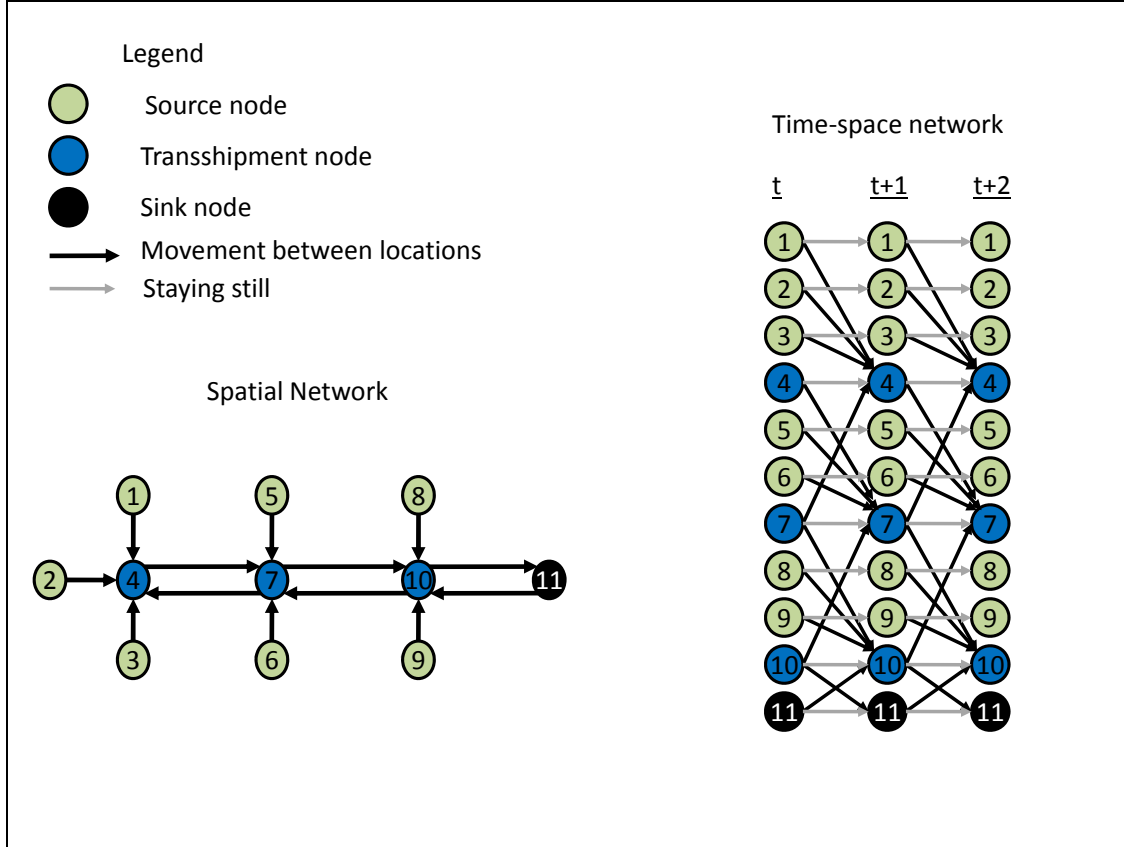 Legend
Source node
Transshipment node
Sink node
Movement between locations
Staying still
Spatial Network
1 5 8
2 4 7 10 11
3 6 9
Time-space network
t t+1 t+2
1 1 1
2 2 2
3 3 3
4 4 4
5 5 5
6 6 6
7 7 7
8 8 8
9 9 9
10 10 10
11 11 11